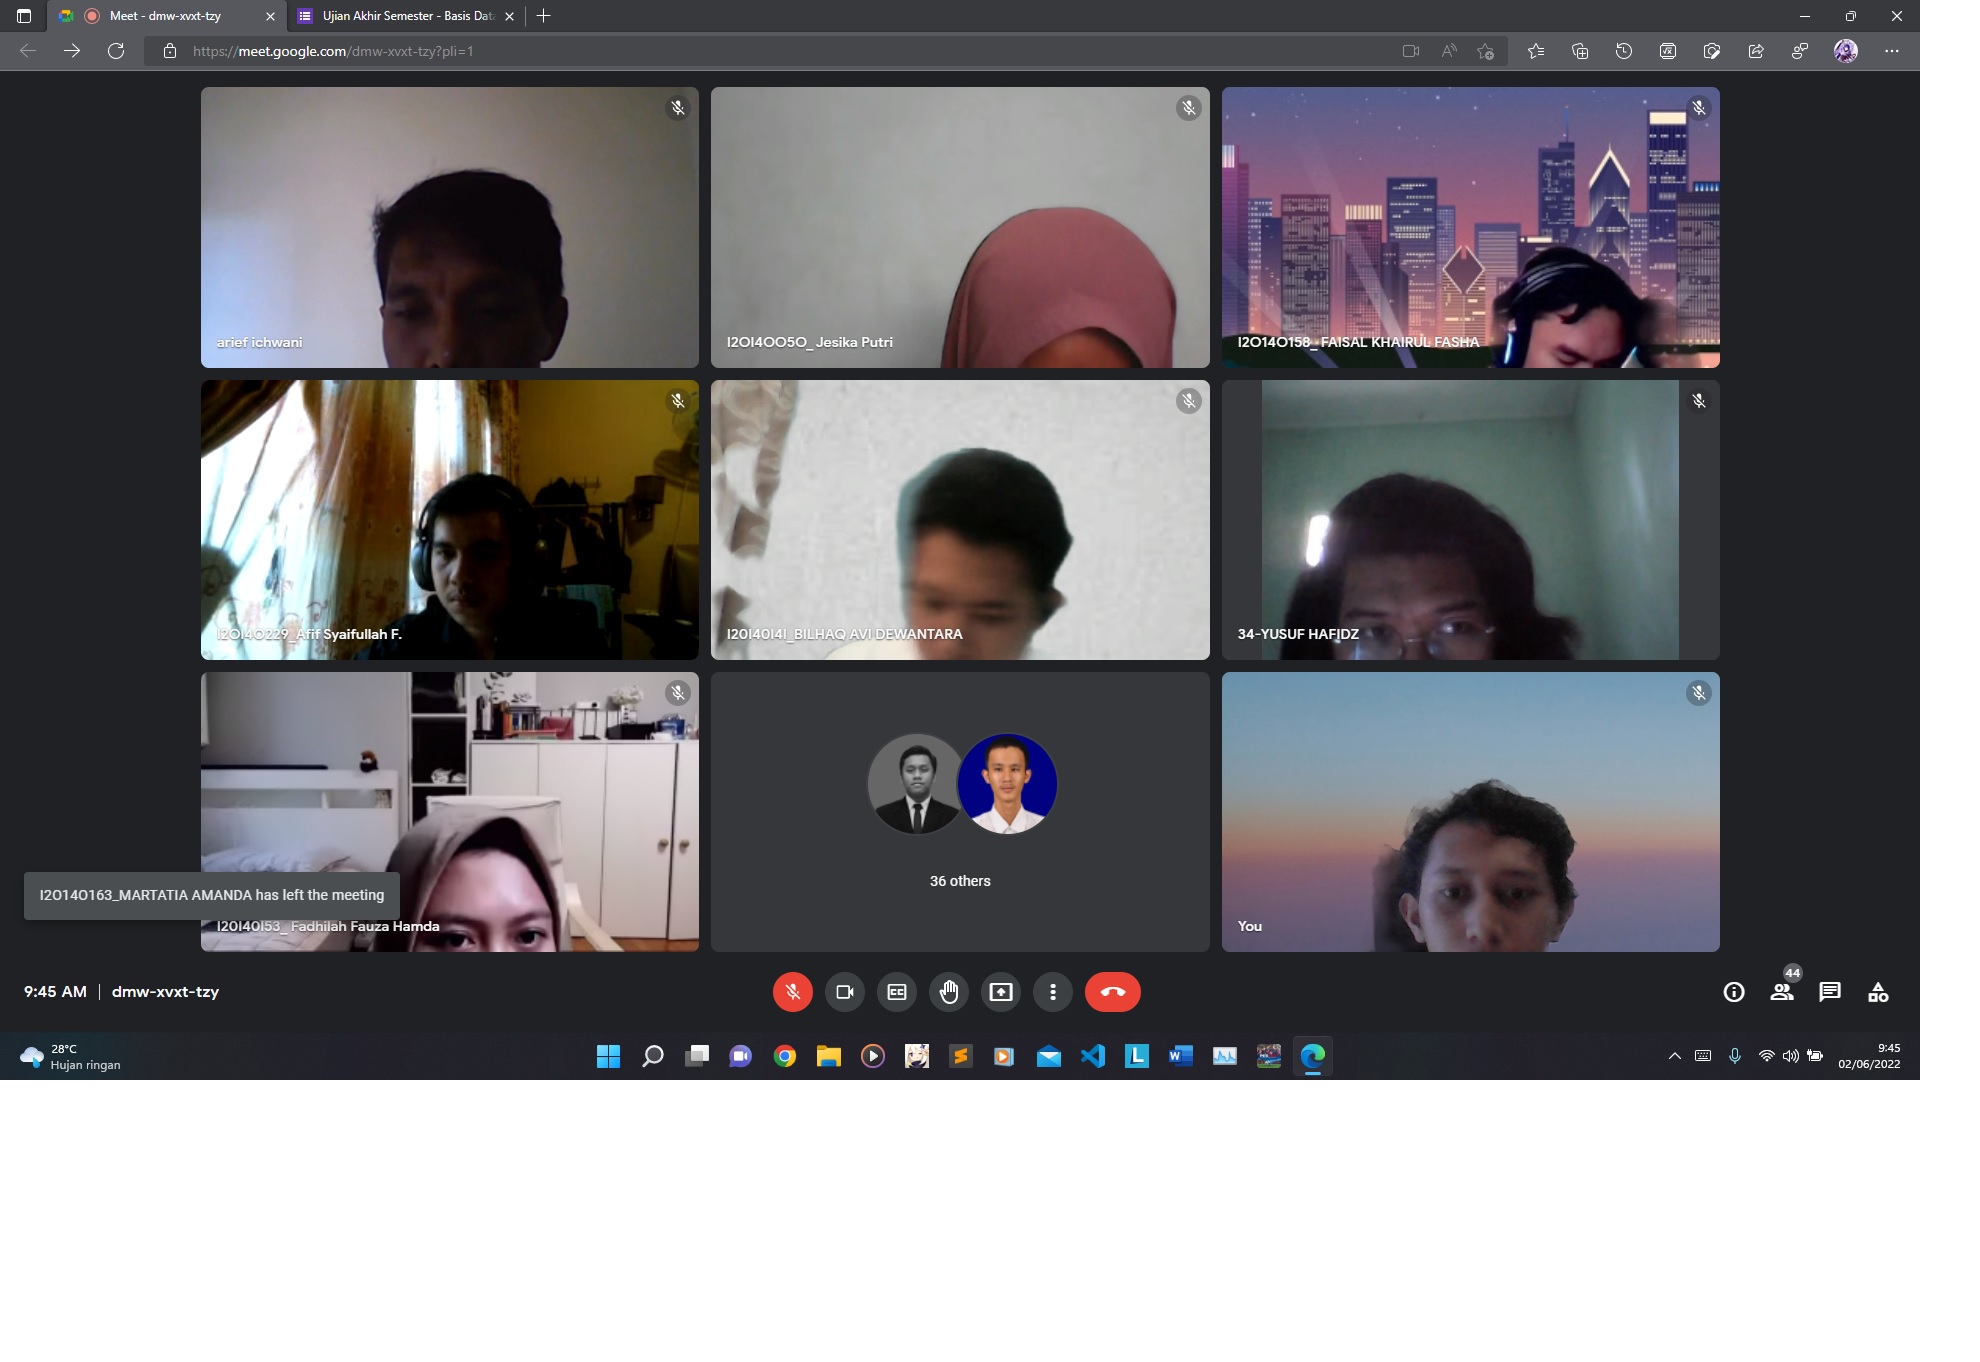 Meet - dmw-xvxt-tzy
Ujian Akhir Semester - Basis Data
https://meet.google.com/dmw-xvxt-tzy?pli=1
arief ichwani
120140050_Jesika Putri
120140158_ FAISAL KHAIRUL FASHA
120140229_Afif Syaifullah F.
120140141_BILHAQ AVI DEWANTARA
34-YUSUF HAFIDZ
120140163_MARTATIA AMANDA has left the meeting
120140153_ Fadhilah Fauza Hamda
36 others
You
9:45 AM | dmw-xvxt-tzy
44
28°C
Hujan ringan
9:45
02/06/2022